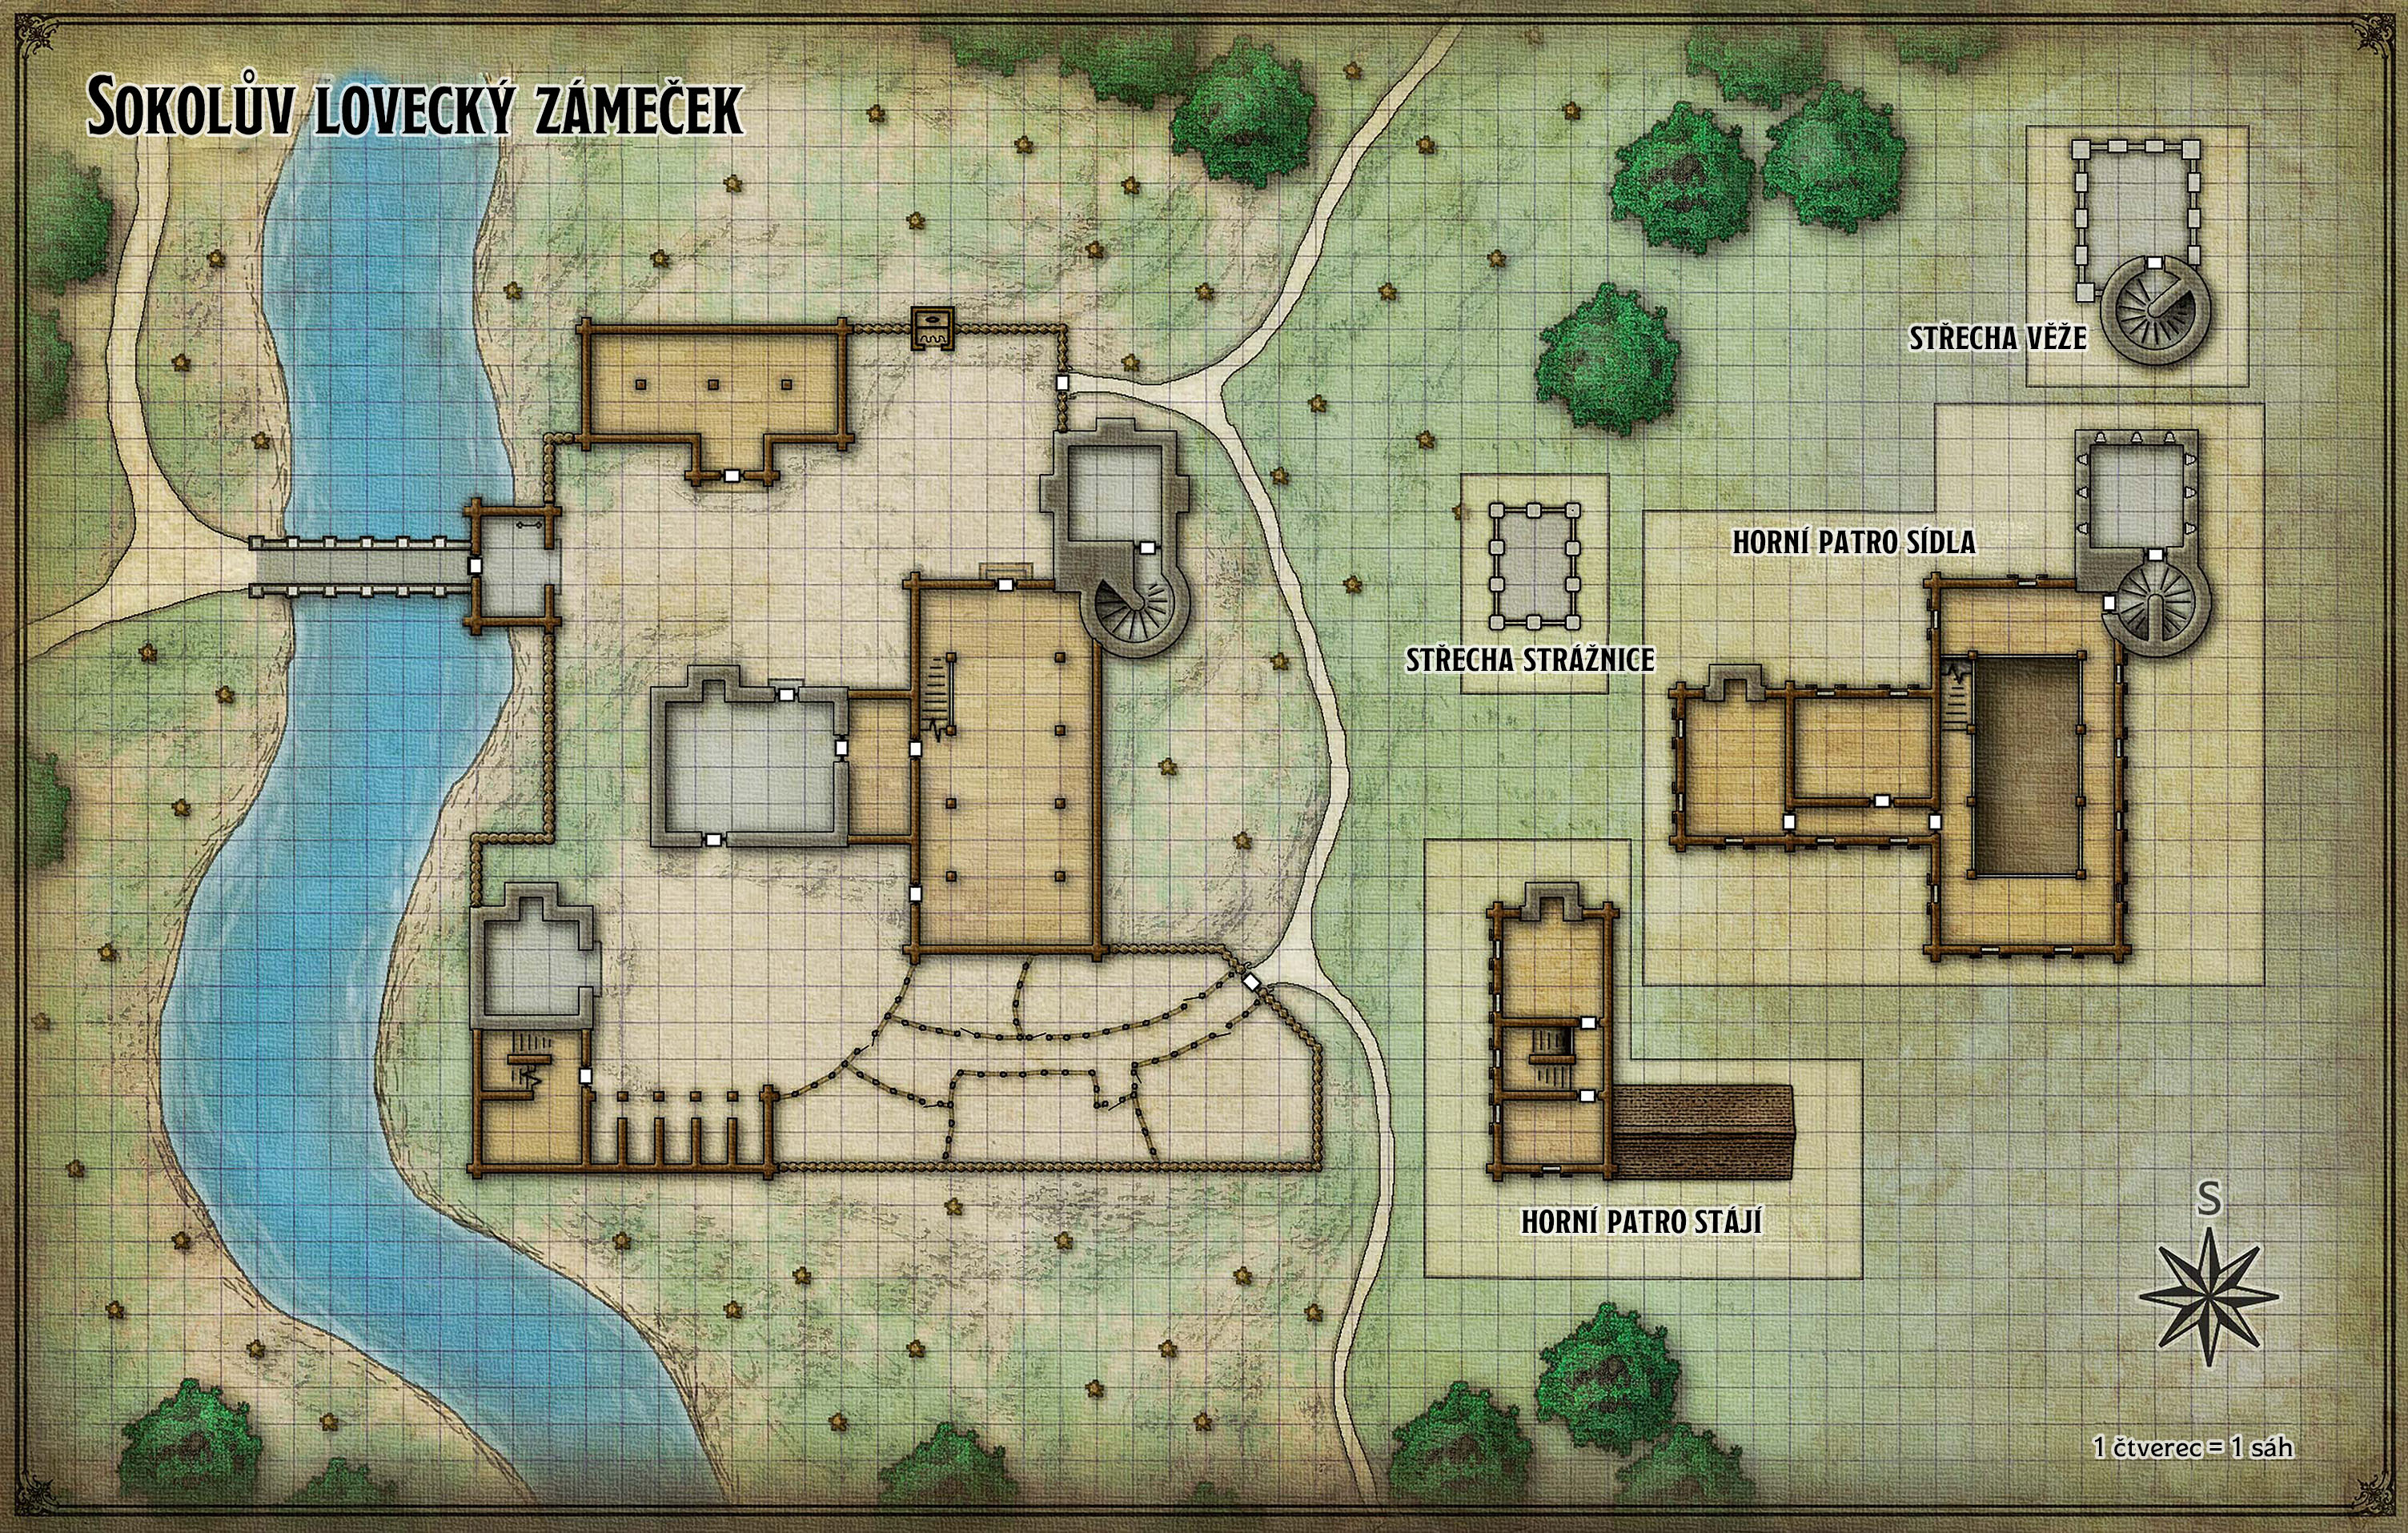 Sokolův lovecký zámeček
STŘECHA VĚŽE
HORNÍ PATRO SÍDLA
STŘECHA STRÁŽNICE
HORNÍ PATRO STÁJÍ
S
1 čtverec = 1 sáh